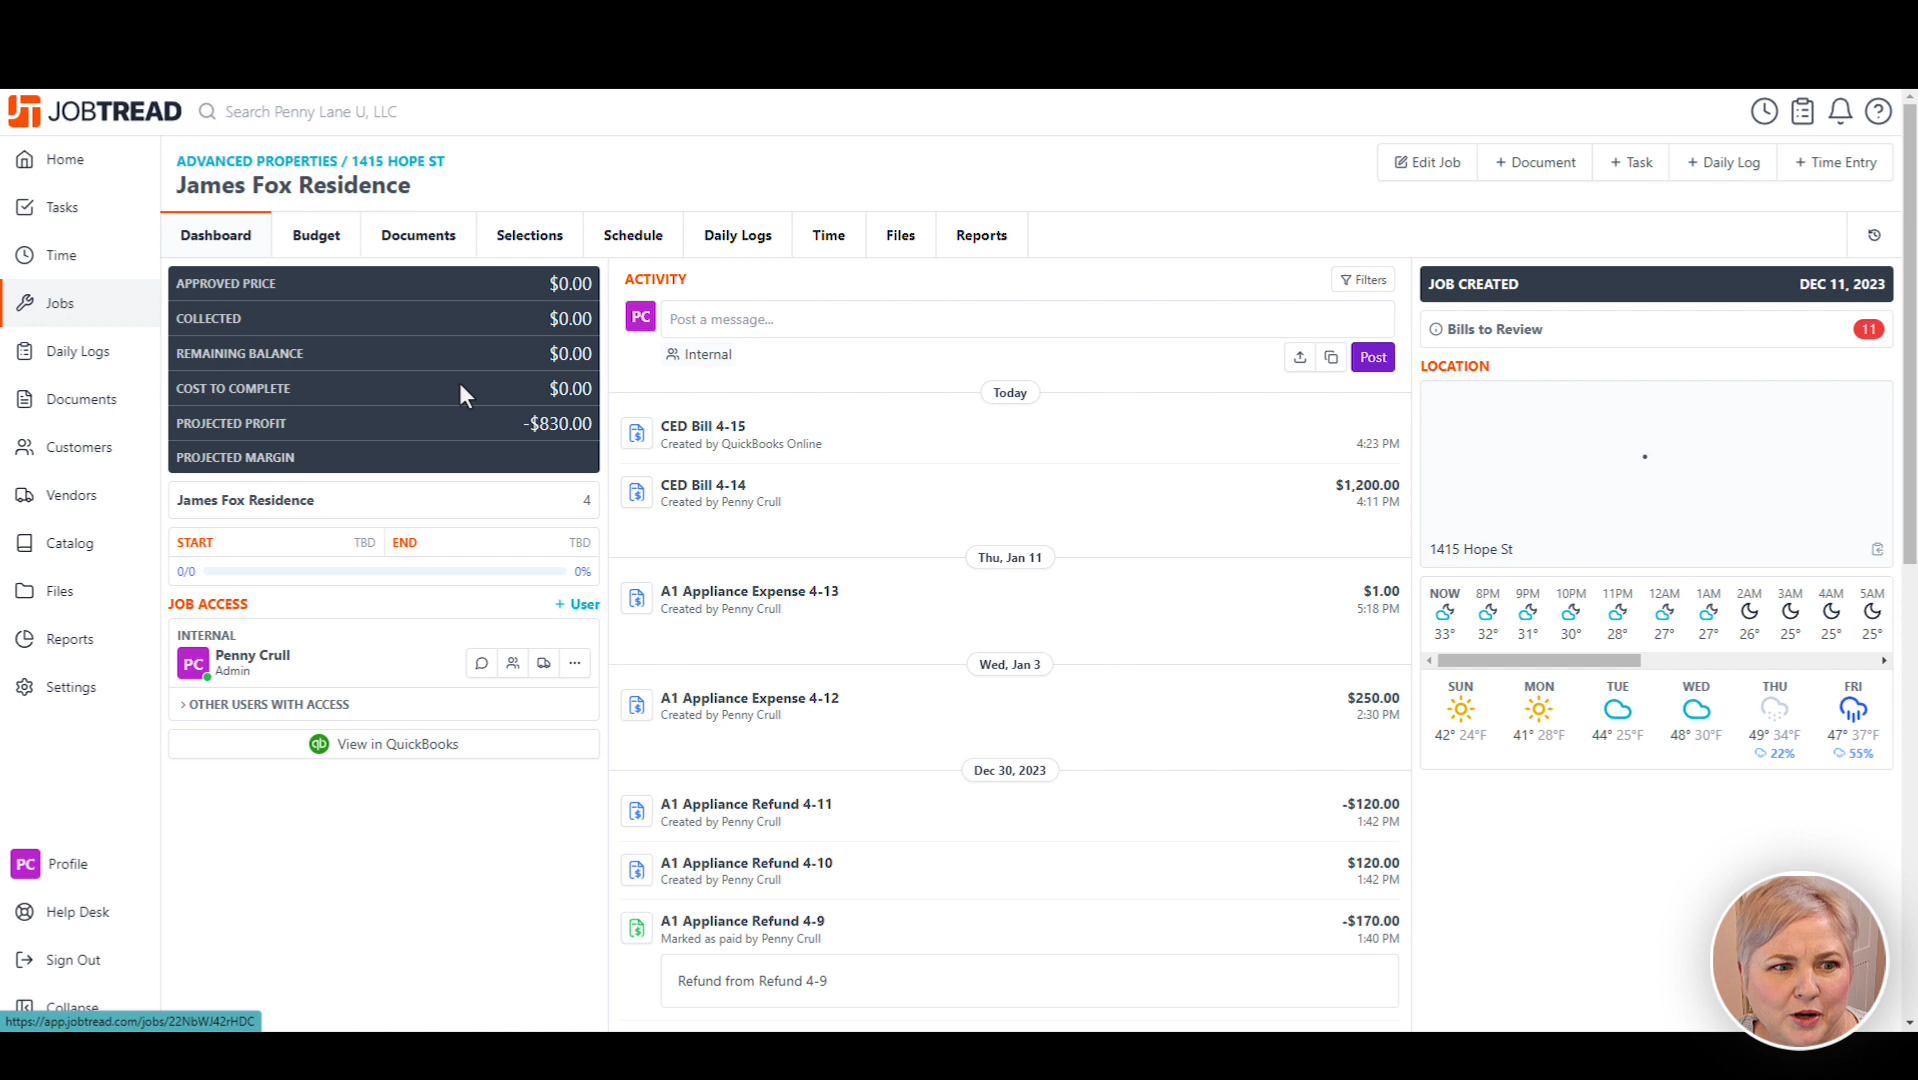 JOBTREAD
Search Penny Lane U, LLC
Home
Tasks
Time
Jobs
Daily Logs
Documents
Customers
Vendors
Catalog
Files
Reports
Settings
PC Profile
Help Desk
Sign Out
Collapse
https://app.jobtread.com/jobs/22NbWJ42rHDC
ADVANCED PROPERTIES / 1415 HOPE ST
James Fox Residence
Edit Job
+ Document
+ Task
+ Daily Log
+ Time Entry
Dashboard
Budget
Documents
Selections
Schedule
Daily Logs
Time
Files
Reports
APPROVED PRICE $0.00
COLLECTED $0.00
REMAINING BALANCE $0.00
COST TO COMPLETE $0.00
PROJECTED PROFIT -$830.00
PROJECTED MARGIN
James Fox Residence 4
START TBD END TBD
0/0 0%
JOB ACCESS + User
INTERNAL
PC Penny Crull
Admin
> OTHER USERS WITH ACCESS
qb View in QuickBooks
ACTIVITY
Filters
PC Post a message...
Internal
Post
Today
CED Bill 4-15
Created by QuickBooks Online 4:23 PM
CED Bill 4-14 $1,200.00
Created by Penny Crull 4:11 PM
Thu, Jan 11
A1 Appliance Expense 4-13 $1.00
Created by Penny Crull 5:18 PM
Wed, Jan 3
A1 Appliance Expense 4-12 $250.00
Created by Penny Crull 2:30 PM
Dec 30, 2023
A1 Appliance Refund 4-11 -$120.00
Created by Penny Crull 1:42 PM
A1 Appliance Refund 4-10 $120.00
Created by Penny Crull 1:42 PM
A1 Appliance Refund 4-9 -$170.00
Marked as paid by Penny Crull 1:40 PM
Refund from Refund 4-9
JOB CREATED DEC 11, 2023
Bills to Review 11
LOCATION
1415 Hope St
NOW 8PM 9PM 10PM 11PM 12AM 1AM 2AM 3AM 4AM 5AM
33° 32° 31° 30° 28° 27° 27° 26° 25° 25° 25°
SUN MON TUE WED THU FRI
42° 24°F 41° 28°F 44° 25°F 48° 30°F 49° 34°F 47° 37°F
22% 55%